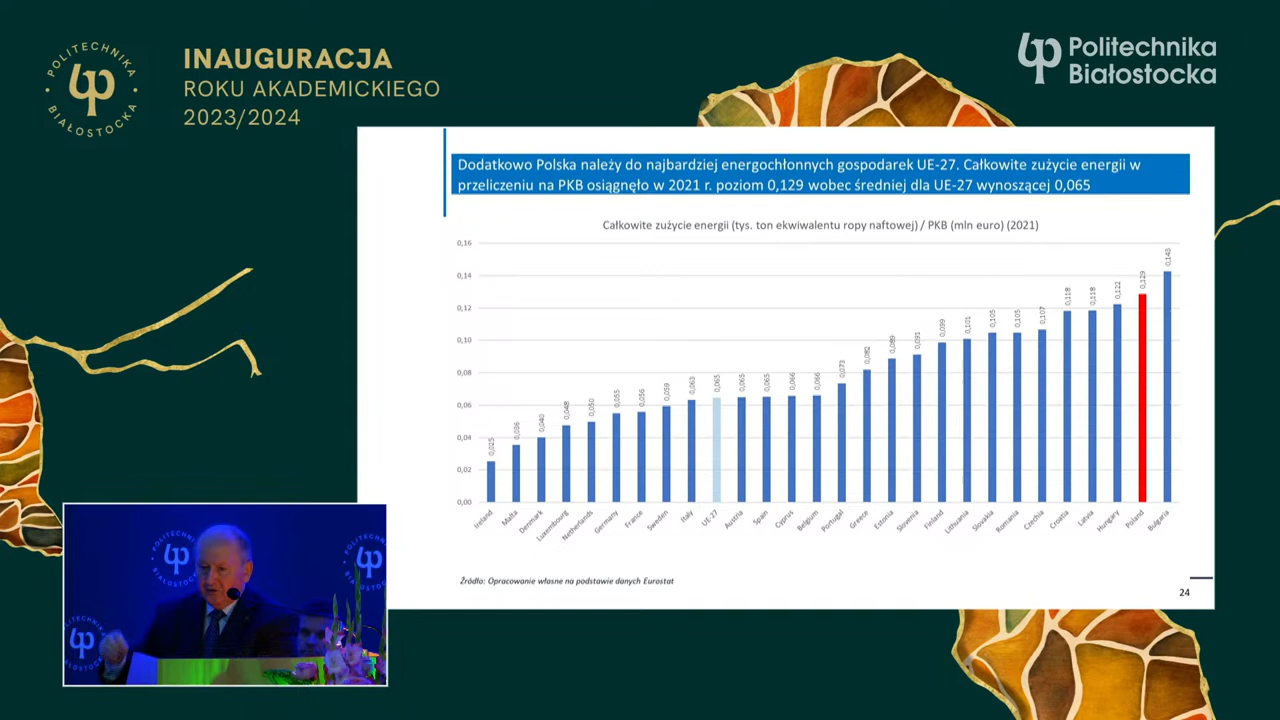 POLITECHNIKA
BIAŁOSTOCKA
INAUGURACJA
ROKU AKADEMICKIEGO
2023/2024
Politechnika
Białostocka
Dodatkowo Polska należy do najbardziej energochłonnych gospodarek UE-27. Całkowite zużycie energii w
przeliczeniu na PKB osiągnęło w 2021 r. poziom 0,129 wobec średniej dla UE-27 wynoszącej 0,065
Całkowite zużycie energii (tys. ton ekwiwalentu ropy naftowej) / PKB (mln euro) (2021)
0,16
0,14
0,12
0,10
0,08
0,06
0,04
0,02
0,00
0,025
0,036
0,040
0,048
0,050
0,055
0,056
0,059
0,063
0,065
0,065
0,065
0,066
0,066
0,073
0,082
0,089
0,091
0,099
0,101
0,105
0,105
0,107
0,118
0,118
0,122
0,129
0,143
Ireland
Malta
Denmark
Luxembourg
Netherlands
Germany
France
Sweden
Italy
UE-27
Austria
Spain
Cyprus
Belgium
Portugal
Greece
Estonia
Slovenia
Finland
Lithuania
Slovakia
Romania
Czechia
Croatia
Latvia
Hungary
Poland
Bulgaria
Źródło: Opracowanie własne na podstawie danych Eurostat
24